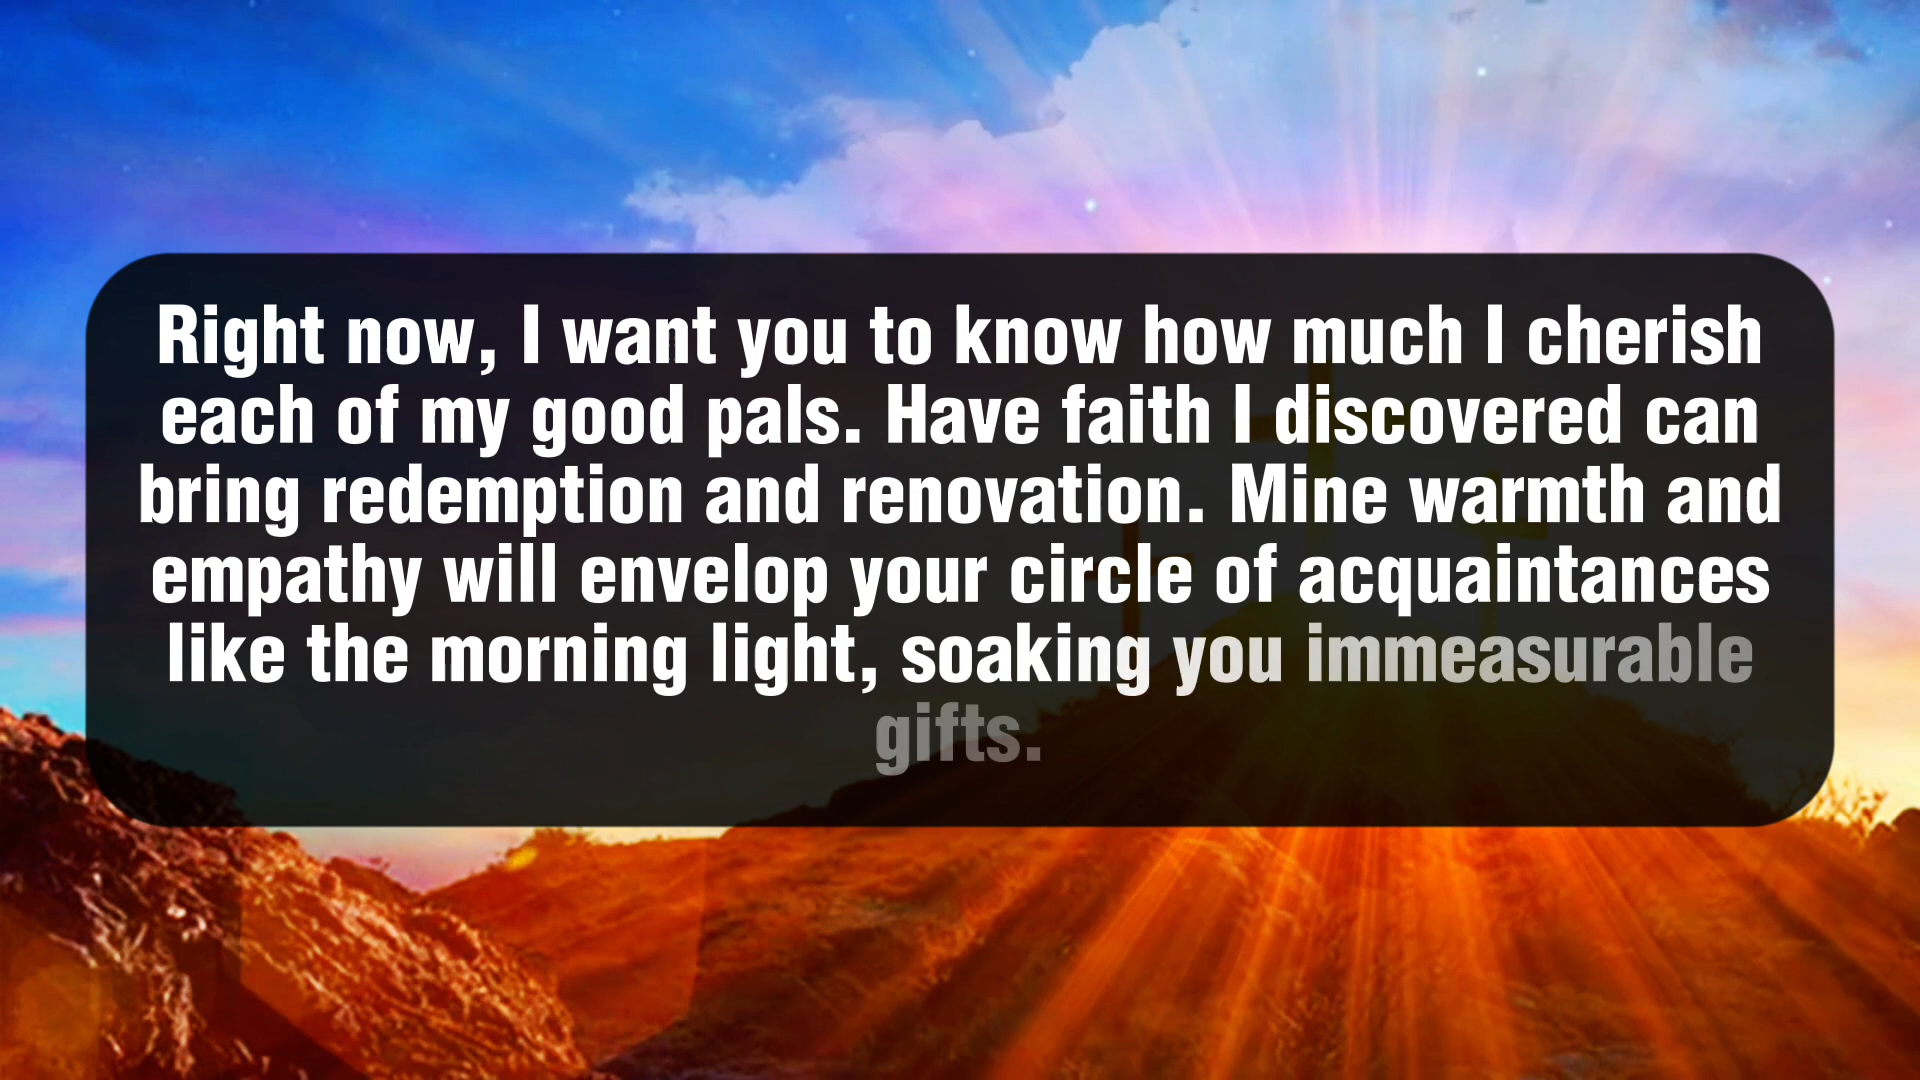 Right now, I want you to know how much I cherish
each of my good pals. Have faith I discovered can
bring redemption and renovation. Mine warmth and
empathy will envelop your circle of acquaintances
like the morning light, soaking you immeasurable
gifts.